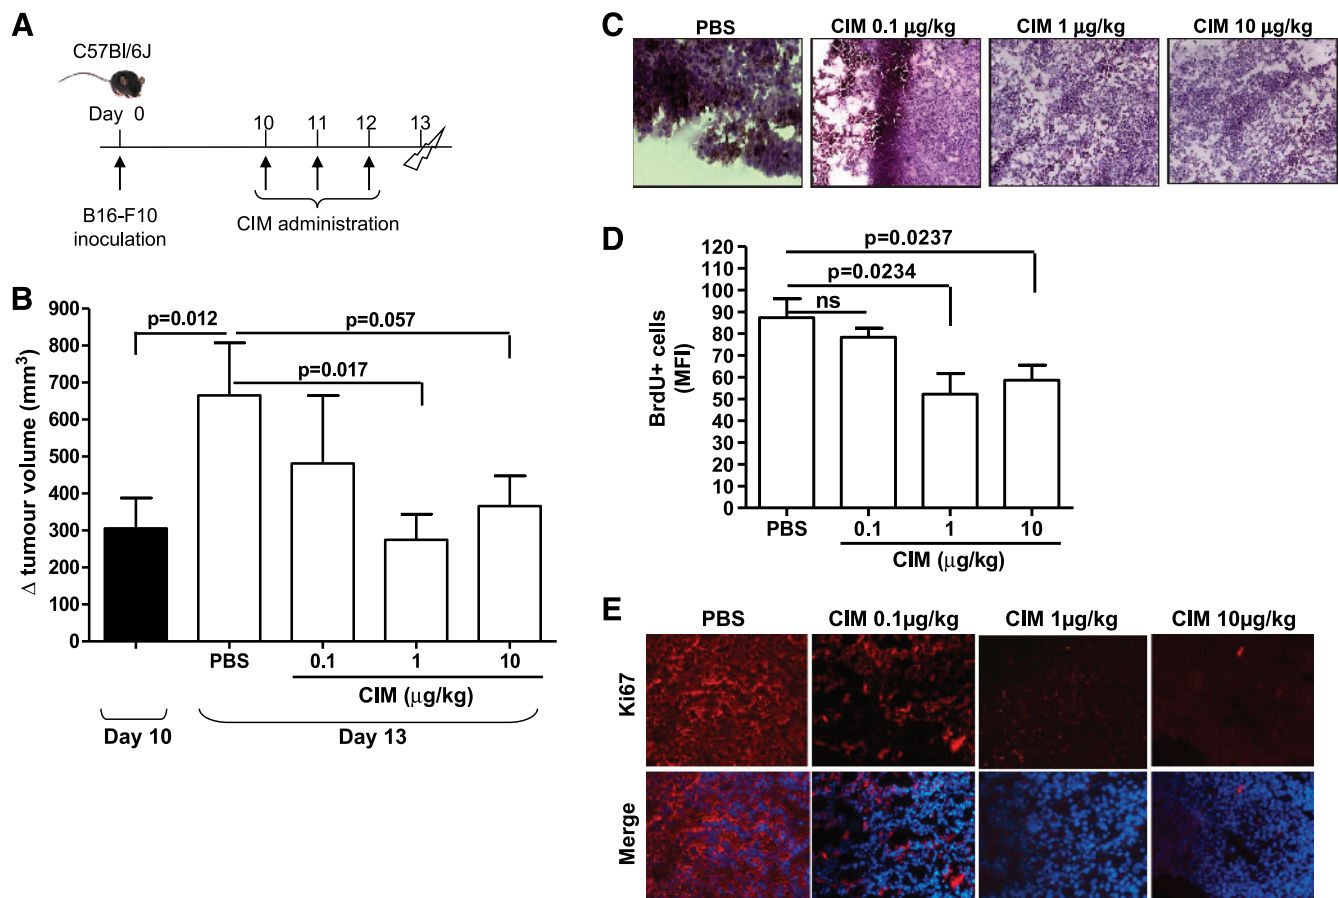 A
C57Bl/6J
Day 0
10 11 12 13
B16-F10
inoculation
CIM administration
B
Δ tumour volume (mm³)
900
800
700
600
500
400
300
200
100
0
p=0.012
p=0.057
p=0.017
PBS 0.1 1 10
CIM (µg/kg)
Day 10
Day 13
C
PBS
CIM 0.1 µg/kg
CIM 1 µg/kg
CIM 10 µg/kg
D
BrdU+ cells
(MFI)
120
110
100
90
80
70
60
50
40
30
20
10
0
p=0.0237
p=0.0234
ns
PBS 0.1 1 10
CIM (µg/kg)
E
PBS
CIM 0.1µg/kg
CIM 1µg/kg
CIM 10µg/kg
Ki67
Merge